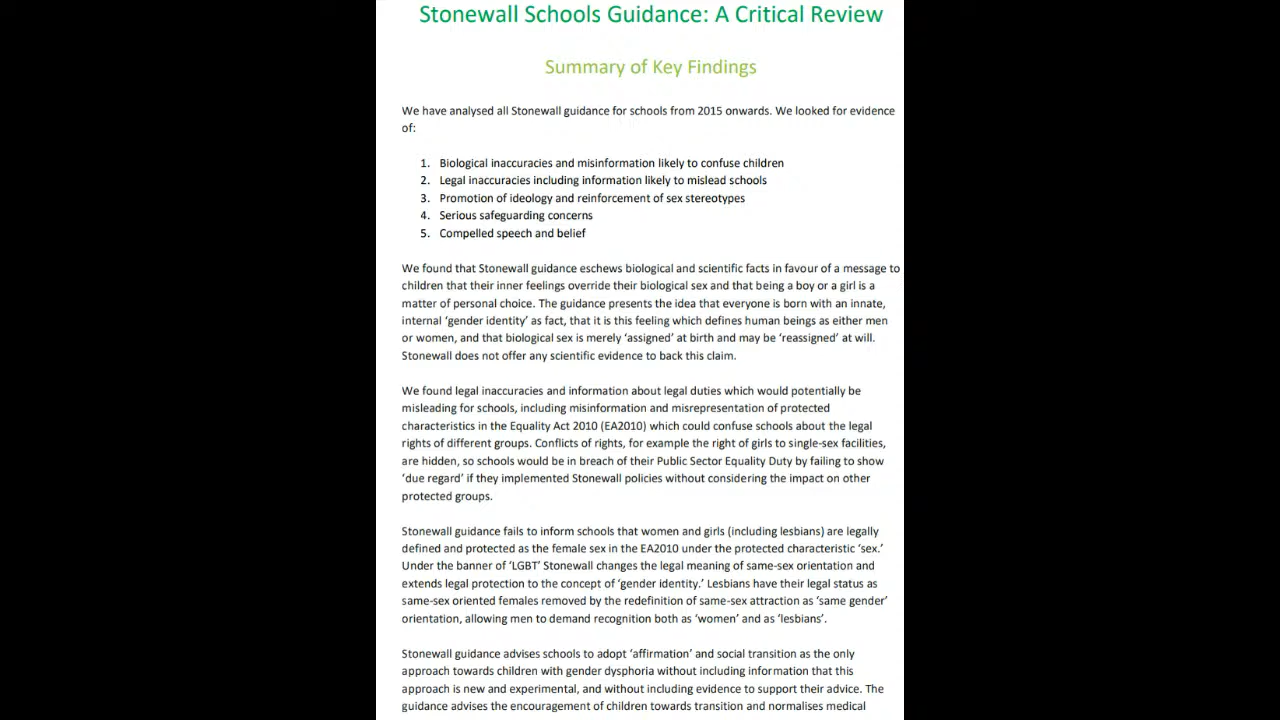 Stonewall Schools Guidance: A Critical Review
Summary of Key Findings
We have analysed all Stonewall guidance for schools from 2015 onwards. We looked for evidence
of:
1. Biological inaccuracies and misinformation likely to confuse children
2. Legal inaccuracies including information likely to mislead schools
3. Promotion of ideology and reinforcement of sex stereotypes
4. Serious safeguarding concerns
5. Compelled speech and belief
We found that Stonewall guidance eschews biological and scientific facts in favour of a message to
children that their inner feelings override their biological sex and that being a boy or a girl is a
matter of personal choice. The guidance presents the idea that everyone is born with an innate,
internal ‘gender identity’ as fact, that it is this feeling which defines human beings as either men
or women, and that biological sex is merely ‘assigned’ at birth and may be ‘reassigned’ at will.
Stonewall does not offer any scientific evidence to back this claim.
We found legal inaccuracies and information about legal duties which would potentially be
misleading for schools, including misinformation and misrepresentation of protected
characteristics in the Equality Act 2010 (EA2010) which could confuse schools about the legal
rights of different groups. Conflicts of rights, for example the right of girls to single-sex facilities,
are hidden, so schools would be in breach of their Public Sector Equality Duty by failing to show
‘due regard’ if they implemented Stonewall policies without considering the impact on other
protected groups.
Stonewall guidance fails to inform schools that women and girls (including lesbians) are legally
defined and protected as the female sex in the EA2010 under the protected characteristic ‘sex.’
Under the banner of ‘LGBT’ Stonewall changes the legal meaning of same-sex orientation and
extends legal protection to the concept of ‘gender identity.’ Lesbians have their legal status as
same-sex oriented females removed by the redefinition of same-sex attraction as ‘same gender’
orientation, allowing men to demand recognition both as ‘women’ and as ‘lesbians’.
Stonewall guidance advises schools to adopt ‘affirmation’ and social transition as the only
approach towards children with gender dysphoria without including information that this
approach is new and experimental, and without including evidence to support their advice. The
guidance advises the encouragement of children towards transition and normalises medical